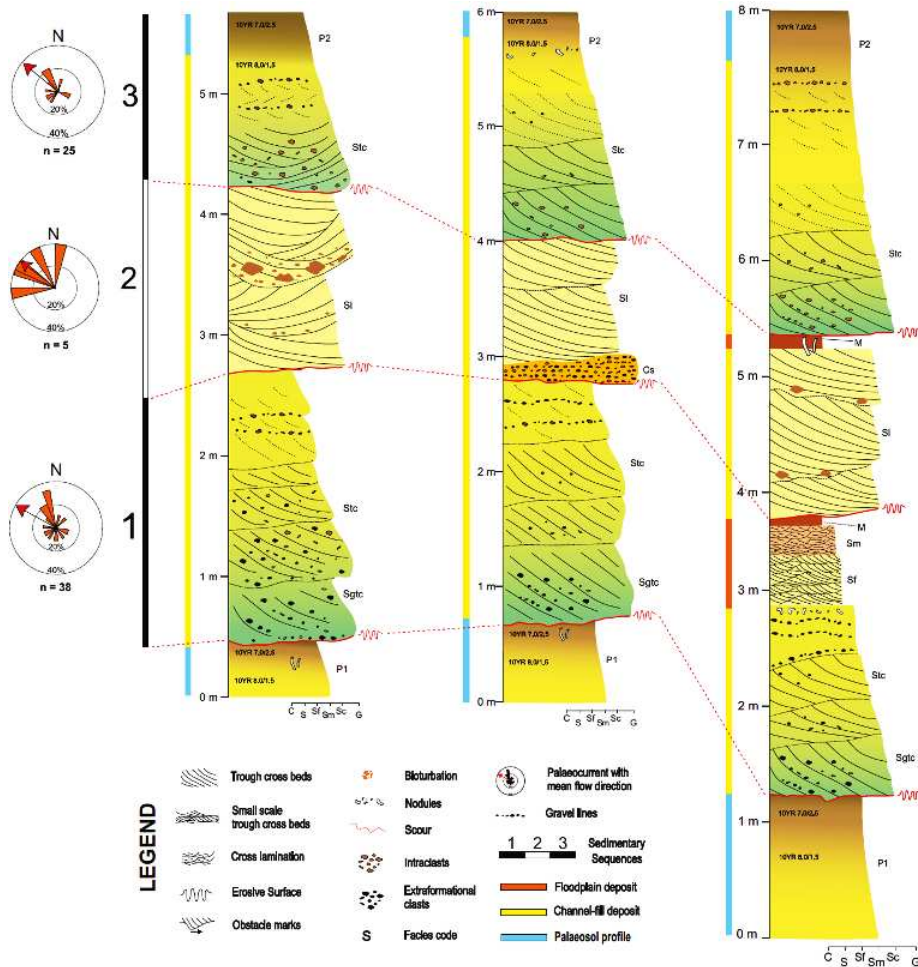 N
20%
40%
n = 25
3
N
20%
40%
n = 5
2
N
20%
40%
n = 38
1
10YR 7,0/2,5
P2
10YR 8,0/1,5
5 m
Stc
4 m
3 m
Sl
2 m
Stc
1 m
Sgtc
10YR 7,0/2,5
P1
10YR 8,0/1,5
0 m
C S Sf Sm Sc G
6 m
10YR 7,0/2,5
P2
10YR 8,0/1,5
5 m
Stc
4 m
Sl
3 m
Cs
2 m
Stc
1 m
Sgtc
10YR 7,0/2,5
P1
10YR 8,0/1,5
0 m
C S Sf Sm Sc G
8 m
10YR 7,0/2,5
P2
10YR 8,0/1,5
7 m
Stc
6 m
M
5 m
Sl
4 m
M
Sm
Sf
3 m
Stc
2 m
Sgtc
10YR 7,0/2,5
1 m
10YR 8,0/1,5
P1
0 m
C S Sf Sm Sc G
LEGEND
Trough cross beds
Small scale
trough cross beds
Cross lamination
Erosive Surface
Obstacle marks
Bioturbation
Nodules
Scour
Intraclasts
Extraformational
clasts
S Facies code
Palaeocurrent with
mean flow direction
Gravel lines
1 2 3 Sedimentary
Sequences
Floodplain deposit
Channel-fill deposit
Palaeosol profile